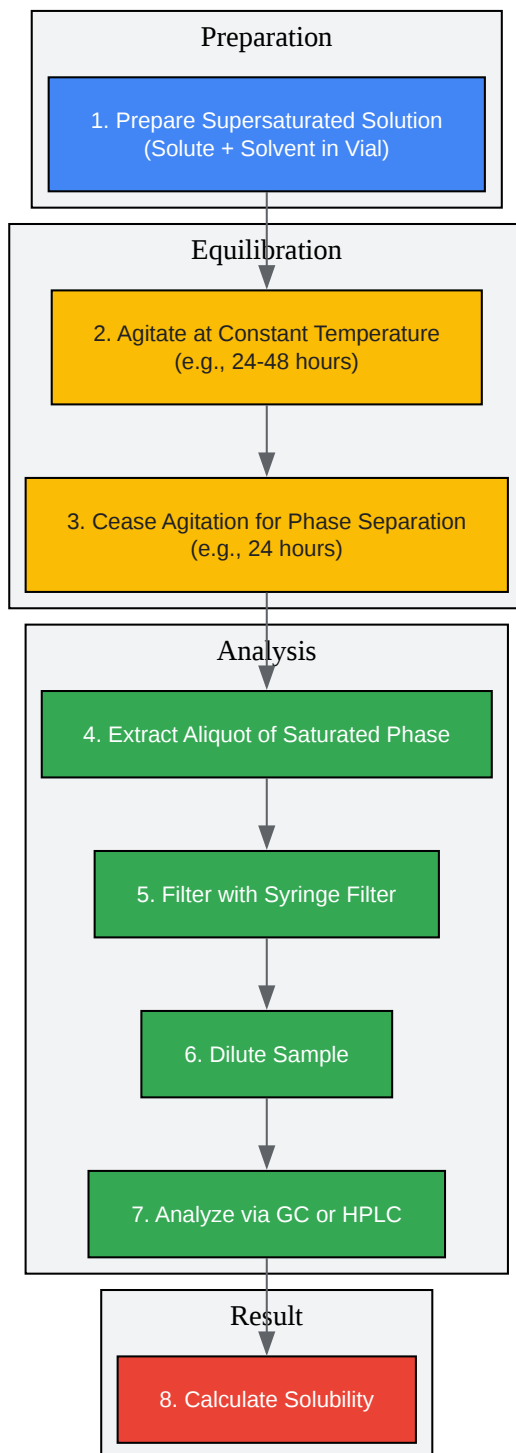 Preparation
1. Prepare Supersaturated Solution
(Solute + Solvent in Vial)
Equilibration
2. Agitate at Constant Temperature
(e.g., 24-48 hours)
3. Cease Agitation for Phase Separation
(e.g., 24 hours)
Analysis
4. Extract Aliquot of Saturated Phase
5. Filter with Syringe Filter
6. Dilute Sample
7. Analyze via GC or HPLC
Result
8. Calculate Solubility